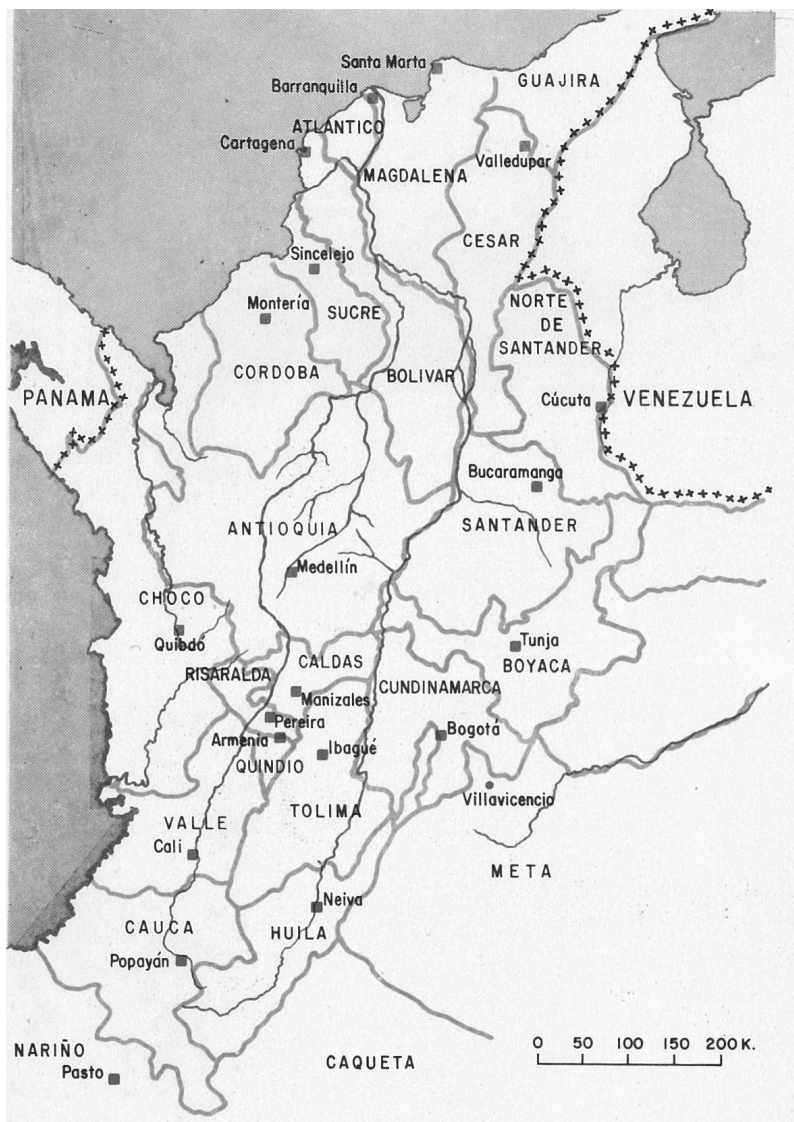 Santa Marta
GUAJIRA
Barranquilla
ATLANTICO
Cartagena
Valledupar
MAGDALENA
CESAR
Sincelejo
NORTE
DE
SANTANDER
Montería
SUCRE
CORDOBA
BOLIVAR
PANAMA
Cúcuta
VENEZUELA
Bucaramanga
SANTANDER
ANTIOQUIA
Medellín
CHOCO
Quibdó
Tunja
BOYACA
CALDAS
RISARALDA
CUNDINAMARCA
Manizales
Pereira
Armenia
Ibagué
Bogotá
QUINDIO
Villavicencio
TOLIMA
VALLE
Cali
META
Neiva
CAUCA
HUILA
Popayán
0 50 100 150 200 K.
NARIÑO
Pasto
CAQUETA